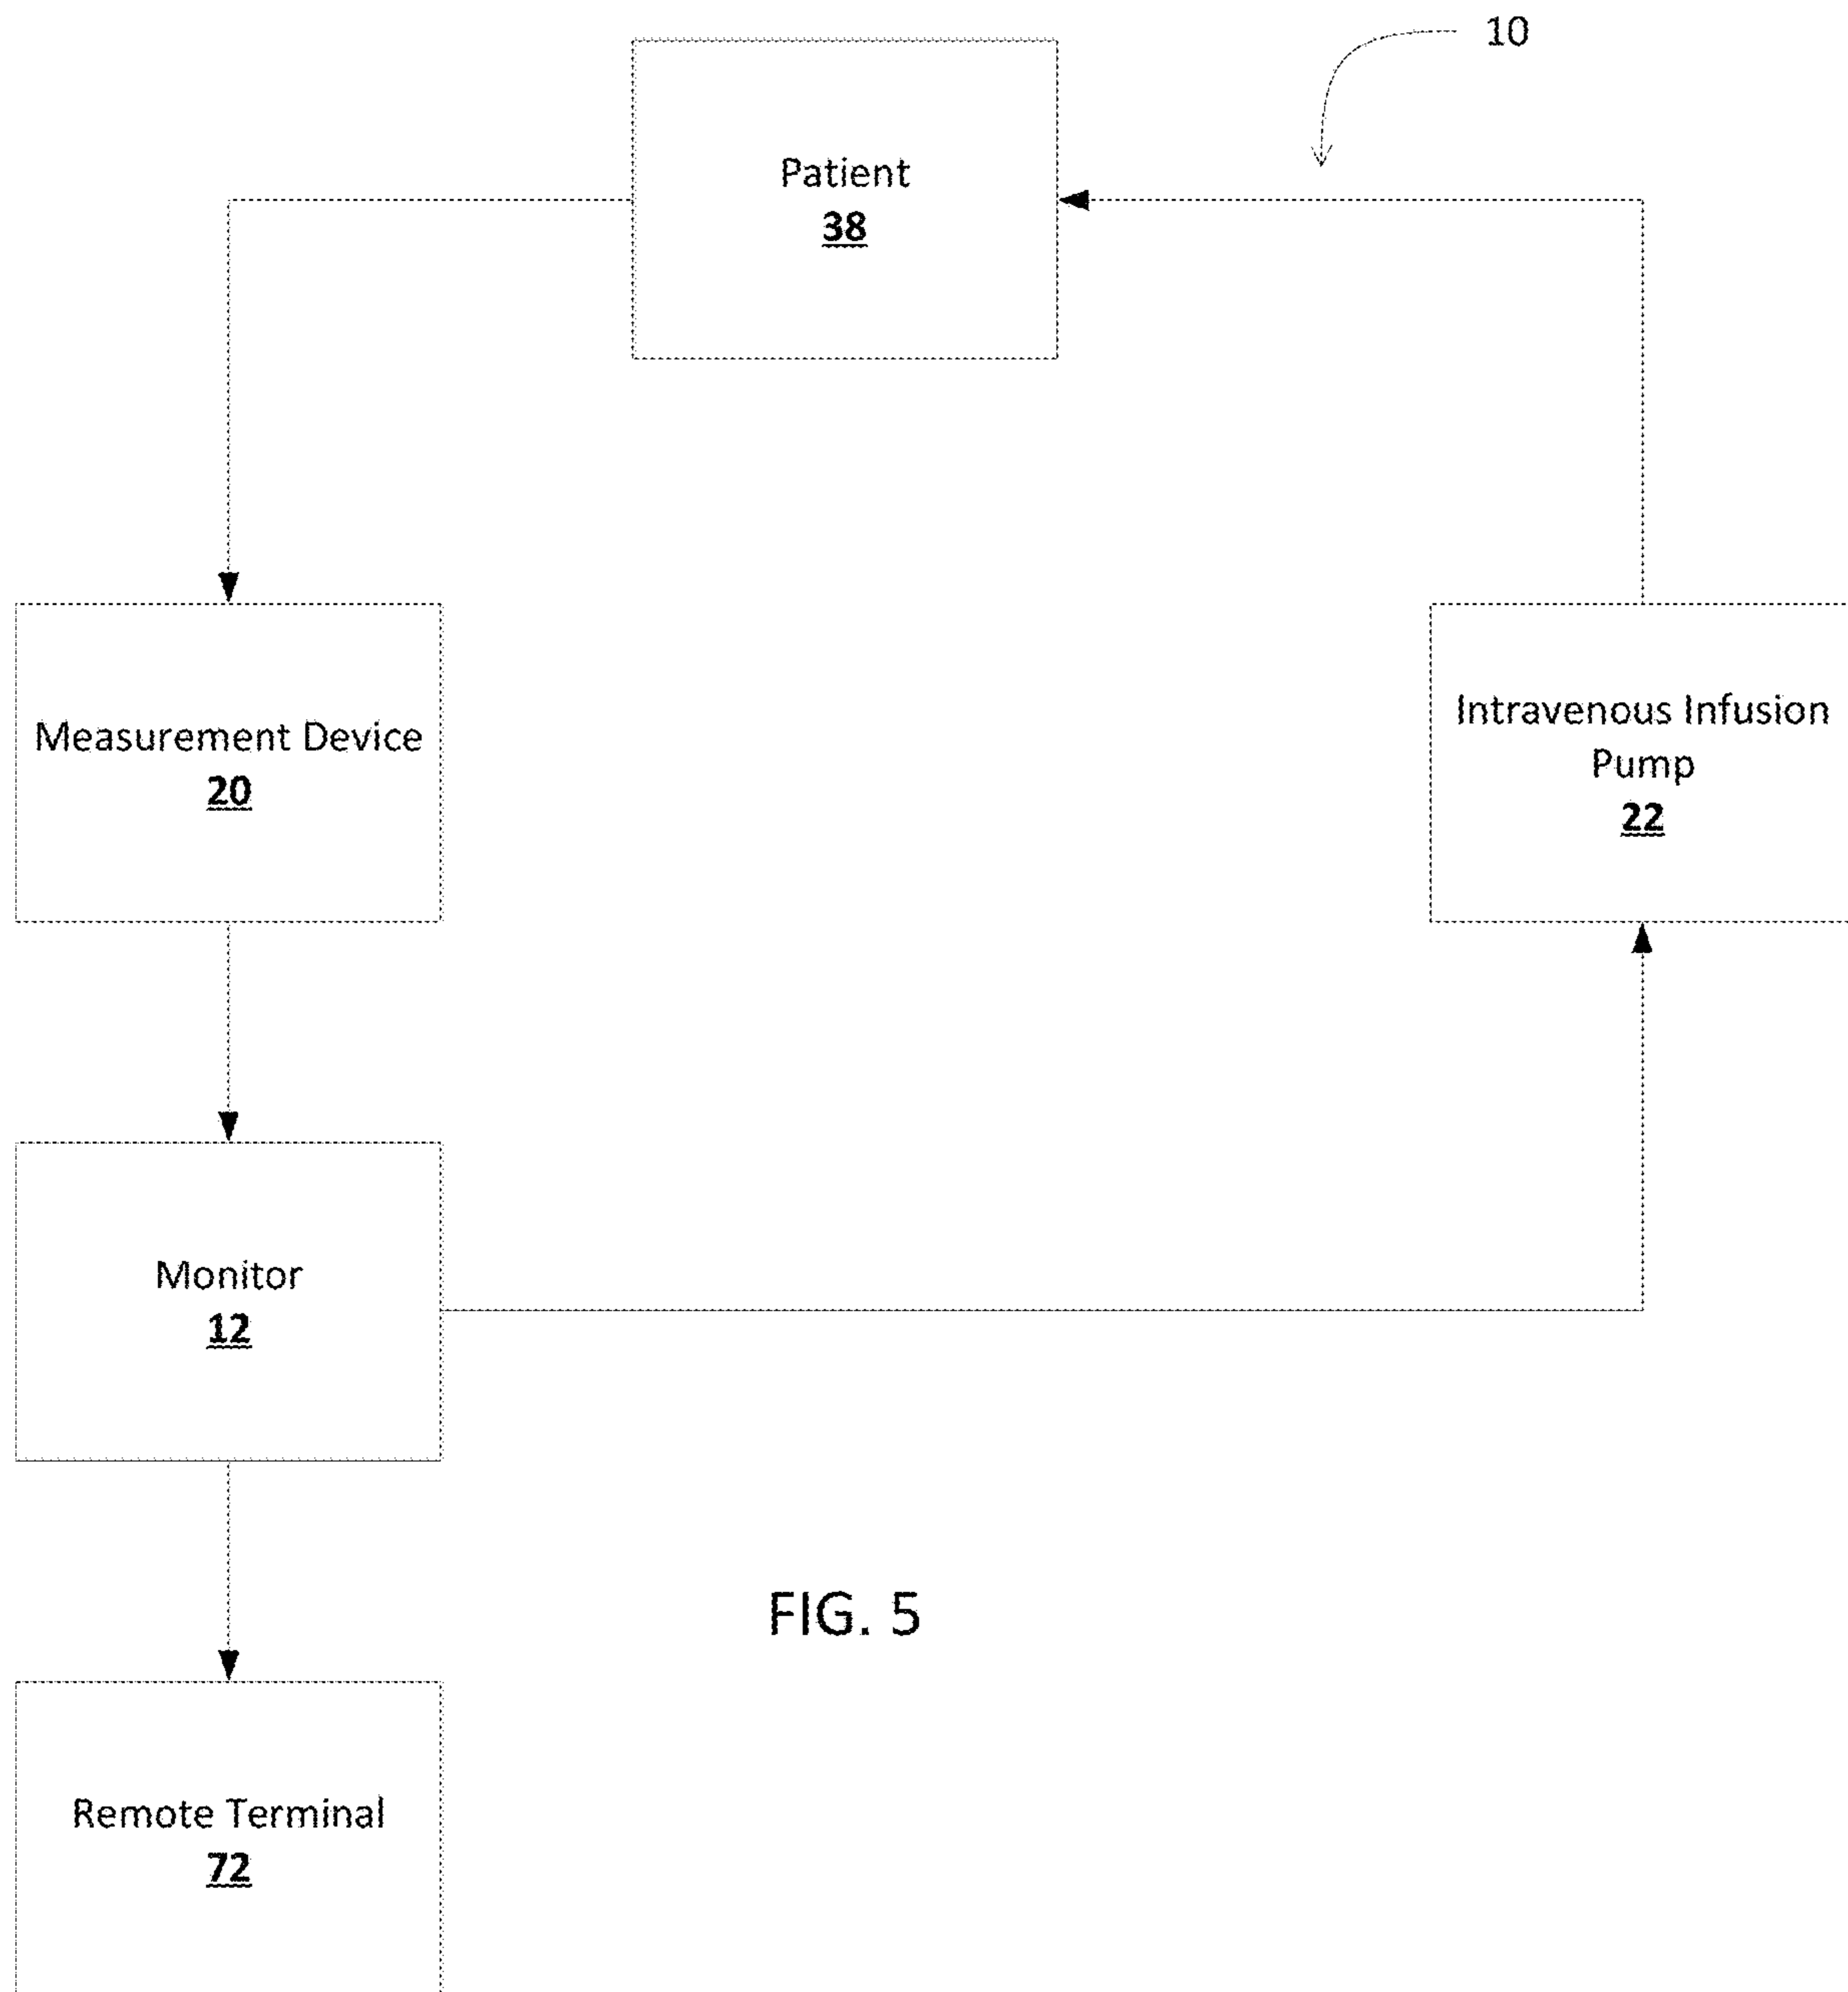 10
Patient
38
Measurement Device
20
Intravenous Infusion
Pump
22
Monitor
12
FIG. 5
Remote Terminal
72